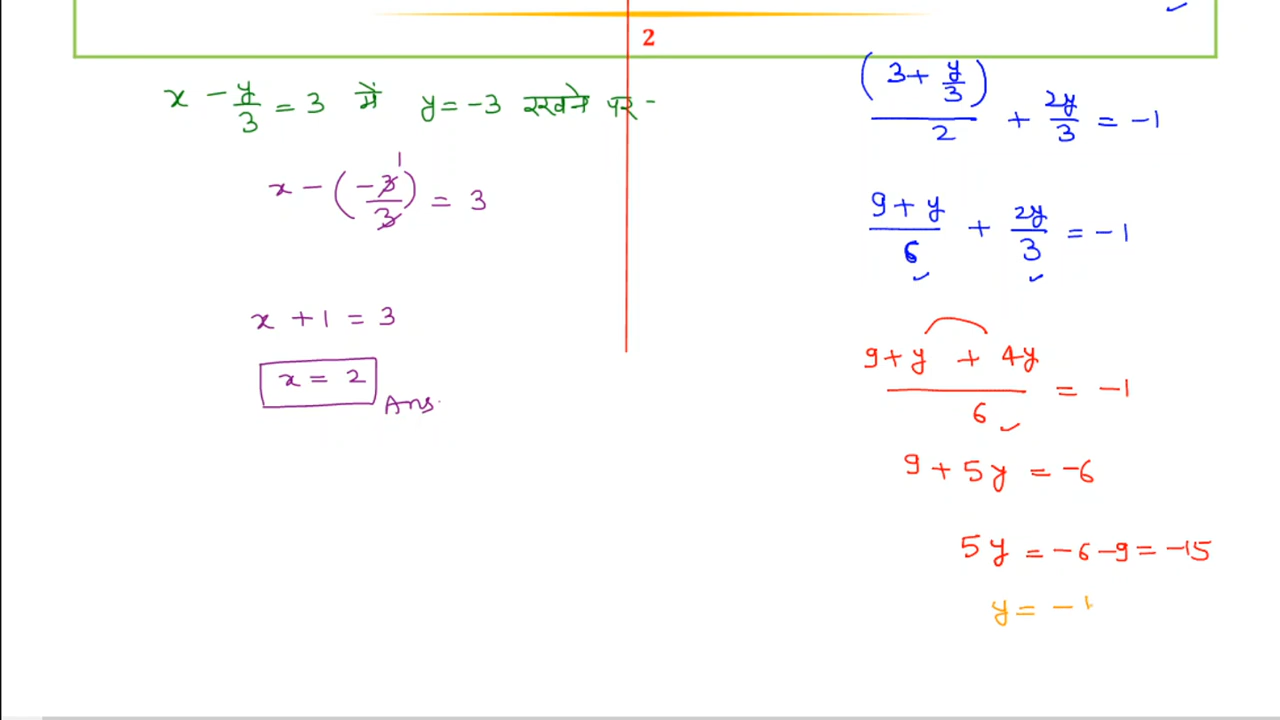 2
x - y/3 = 3 में y = -3 रखने पर -
x - (-3/3) = 3
1
x + 1 = 3
x = 2
Ans.
(3 + y/3)/2 + 2y/3 = -1
(9 + y)/6 + 2y/3 = -1
(9 + y + 4y)/6 = -1
9 + 5y = -6
5y = -6 - 9 = -15
y = -